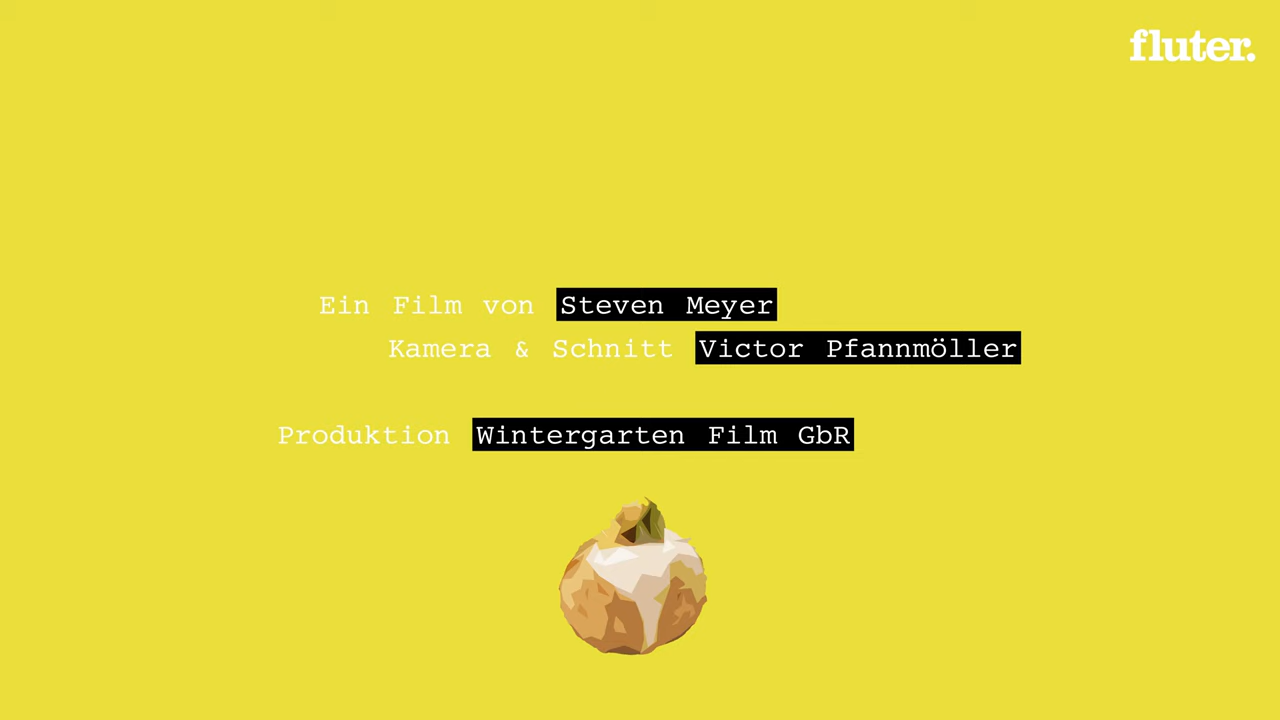 fluter.
Ein Film von Steven Meyer
Kamera & Schnitt Victor Pfannmöller
Produktion Wintergarten Film GbR